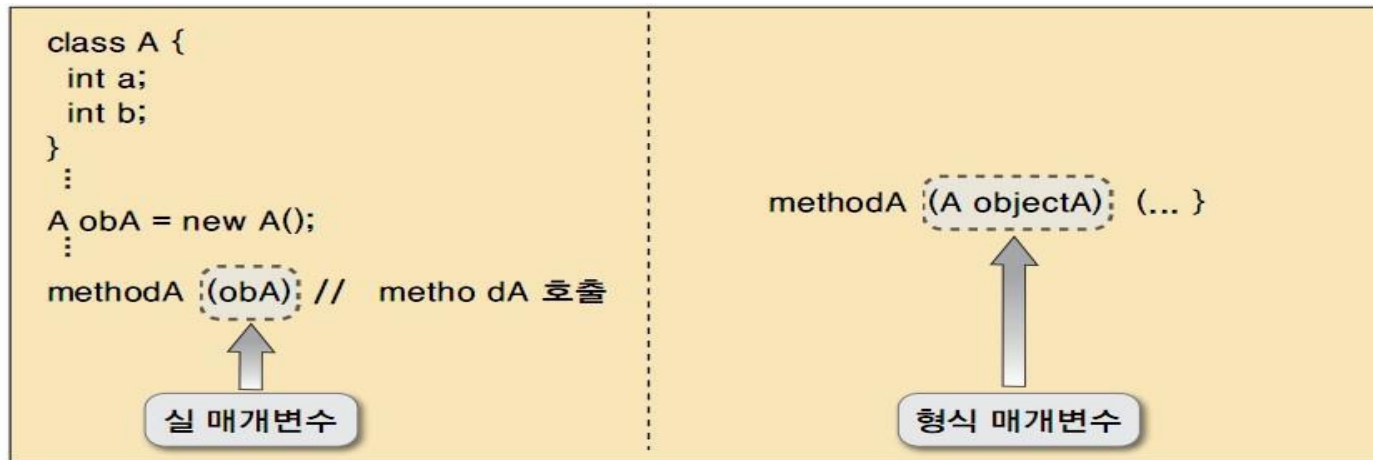 class A {
int a;
int b;
}
⋮
A obA = new A();
⋮
methodA (obA) // metho dA 호출
실 매개변수
methodA (A objectA) (... }
형식 매개변수